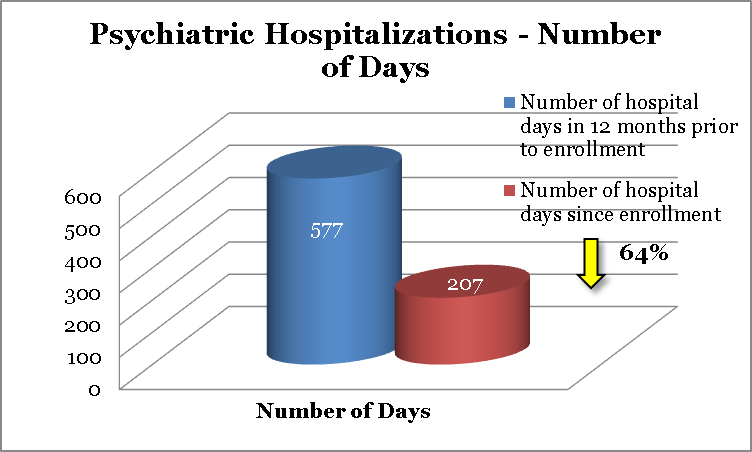 Psychiatric Hospitalizations - Number
of Days
Number of hospital
days in 12 months prior
to enrollment
Number of hospital
days since enrollment
64%
600
500
400
300
200
100
0
577
207
Number of Days